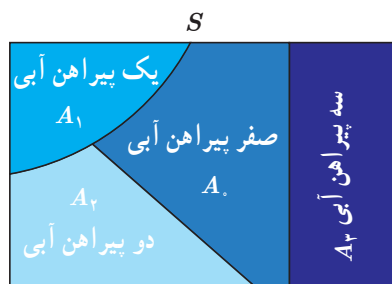 S
یک پیراهن آبی
A۱
صفر پیراهن آبی
A۰
سه پیراهن آبی A۳
A۲
دو پیراهن آبی